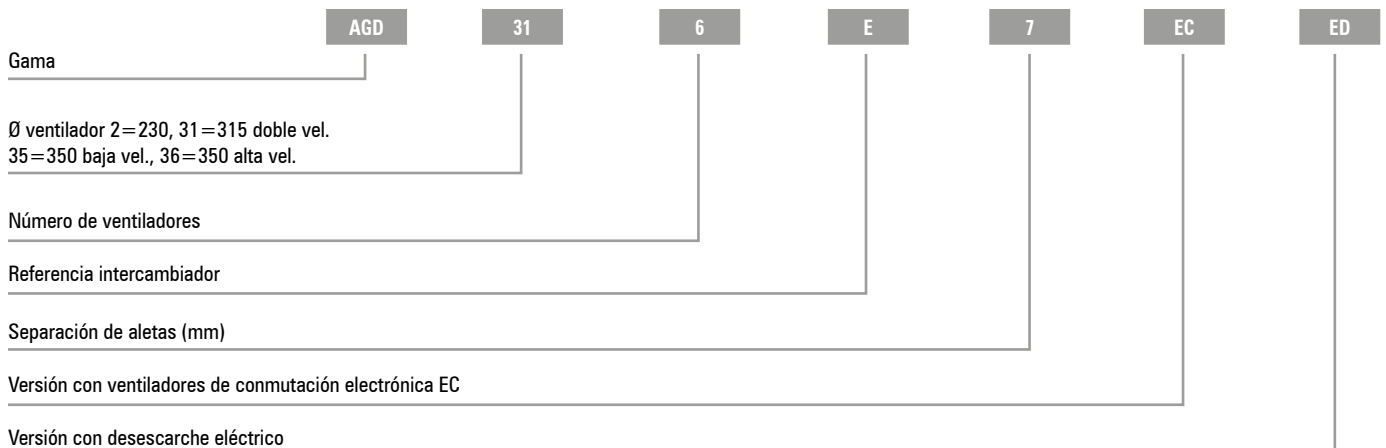 AGD 31 6 E 7 EC ED
Gama
Ø ventilador 2=230, 31=315 doble vel.
35=350 baja vel., 36=350 alta vel.
Número de ventiladores
Referencia intercambiador
Separación de aletas (mm)
Versión con ventiladores de conmutación electrónica EC
Versión con desescarche eléctrico